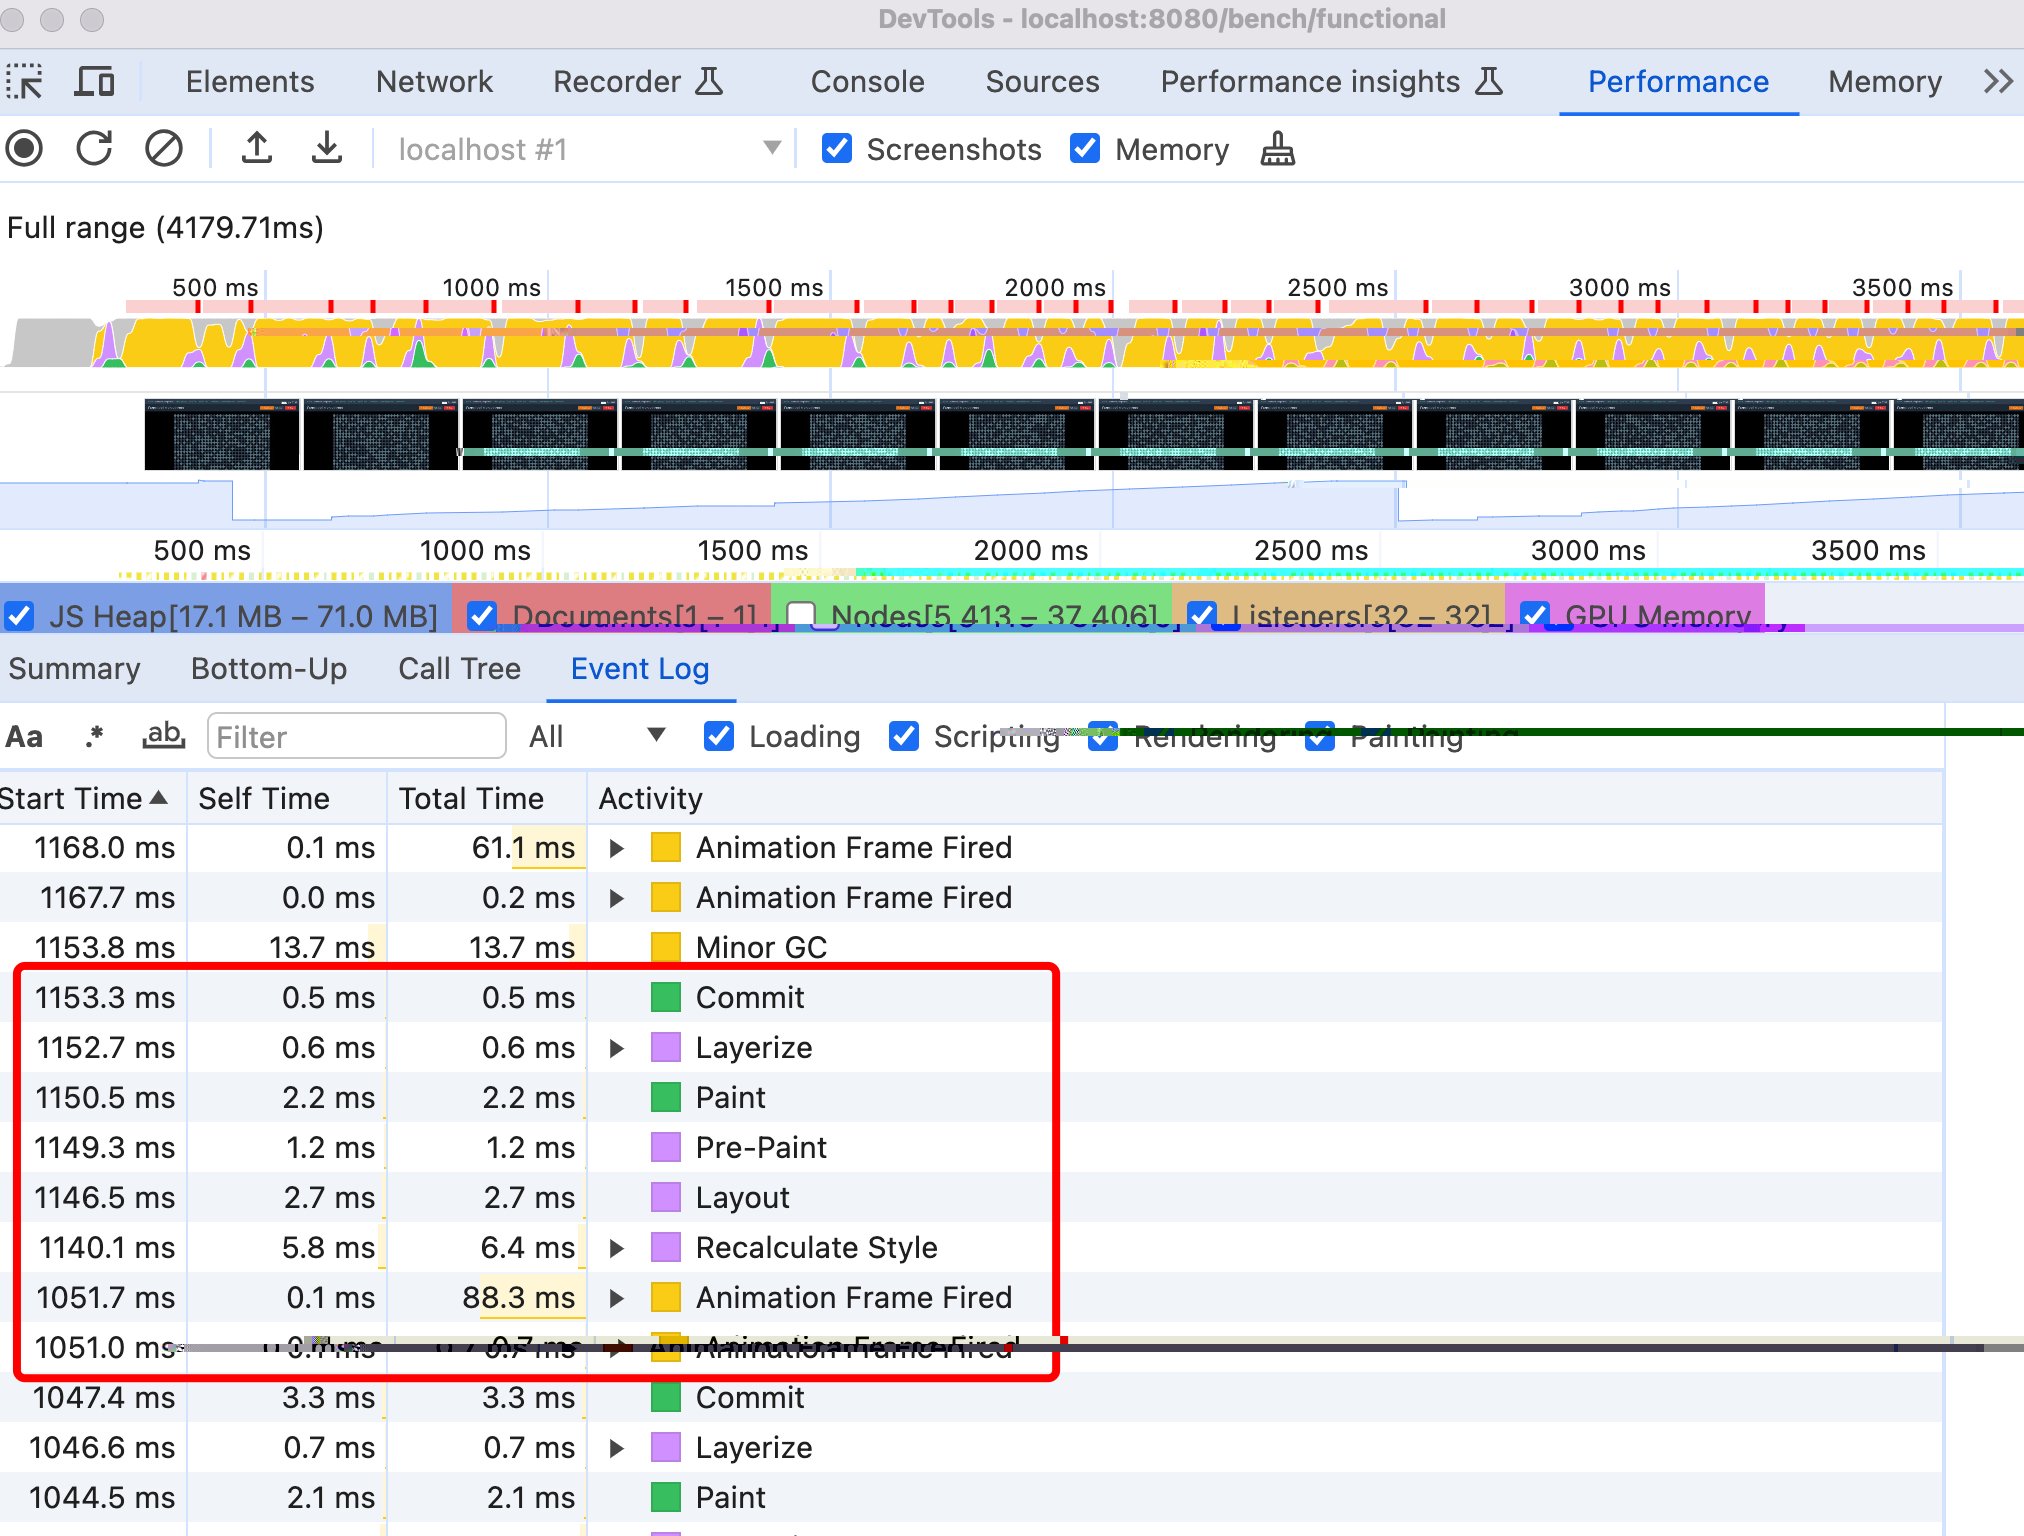 DevTools - localhost:8080/bench/functional
Elements Network Recorder Console Sources Performance insights Performance Memory
localhost #1 Screenshots Memory
Full range (4179.71ms)
500 ms 1000 ms 1500 ms 2000 ms 2500 ms 3000 ms 3500 ms
500 ms 1000 ms 1500 ms 2000 ms 2500 ms 3000 ms 3500 ms
JS Heap[17.1 MB – 71.0 MB] Documents[1 – 1] Nodes[5 413 – 37 406] Listeners[32 – 32] GPU Memory
Summary Bottom-Up Call Tree Event Log
Aa .* ab Filter All Loading Scripting Rendering Painting
Start Time Self Time Total Time Activity
1168.0 ms 0.1 ms 61.1 ms Animation Frame Fired
1167.7 ms 0.0 ms 0.2 ms Animation Frame Fired
1153.8 ms 13.7 ms 13.7 ms Minor GC
1153.3 ms 0.5 ms 0.5 ms Commit
1152.7 ms 0.6 ms 0.6 ms Layerize
1150.5 ms 2.2 ms 2.2 ms Paint
1149.3 ms 1.2 ms 1.2 ms Pre-Paint
1146.5 ms 2.7 ms 2.7 ms Layout
1140.1 ms 5.8 ms 6.4 ms Recalculate Style
1051.7 ms 0.1 ms 88.3 ms Animation Frame Fired
1051.0 ms 0.7 ms Animation Frame Fired
1047.4 ms 3.3 ms 3.3 ms Commit
1046.6 ms 0.7 ms 0.7 ms Layerize
1044.5 ms 2.1 ms 2.1 ms Paint